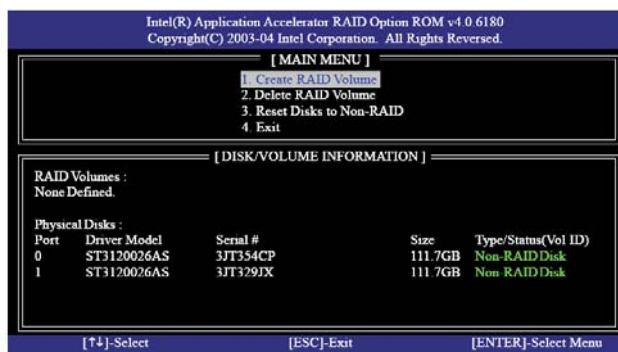 Intel(R) Application Accelerator RAID Option ROM v4.0.6180
Copyright(C) 2003-04 Intel Corporation. All Rights Reversed.
[ MAIN MENU ]
1. Create RAID Volume
2. Delete RAID Volume
3. Reset Disks to Non-RAID
4. Exit
[ DISK/VOLUME INFORMATION ]
RAID Volumes :
None Defined.
Physical Disks :
Port Driver Model Serial # Size Type/Status(Vol ID)
0 ST3120026AS 3JT354CP 111.7GB Non-RAID Disk
1 ST3120026AS 3JT329JX 111.7GB Non-RAID Disk
[↑↓]-Select [ESC]-Exit [ENTER]-Select Menu